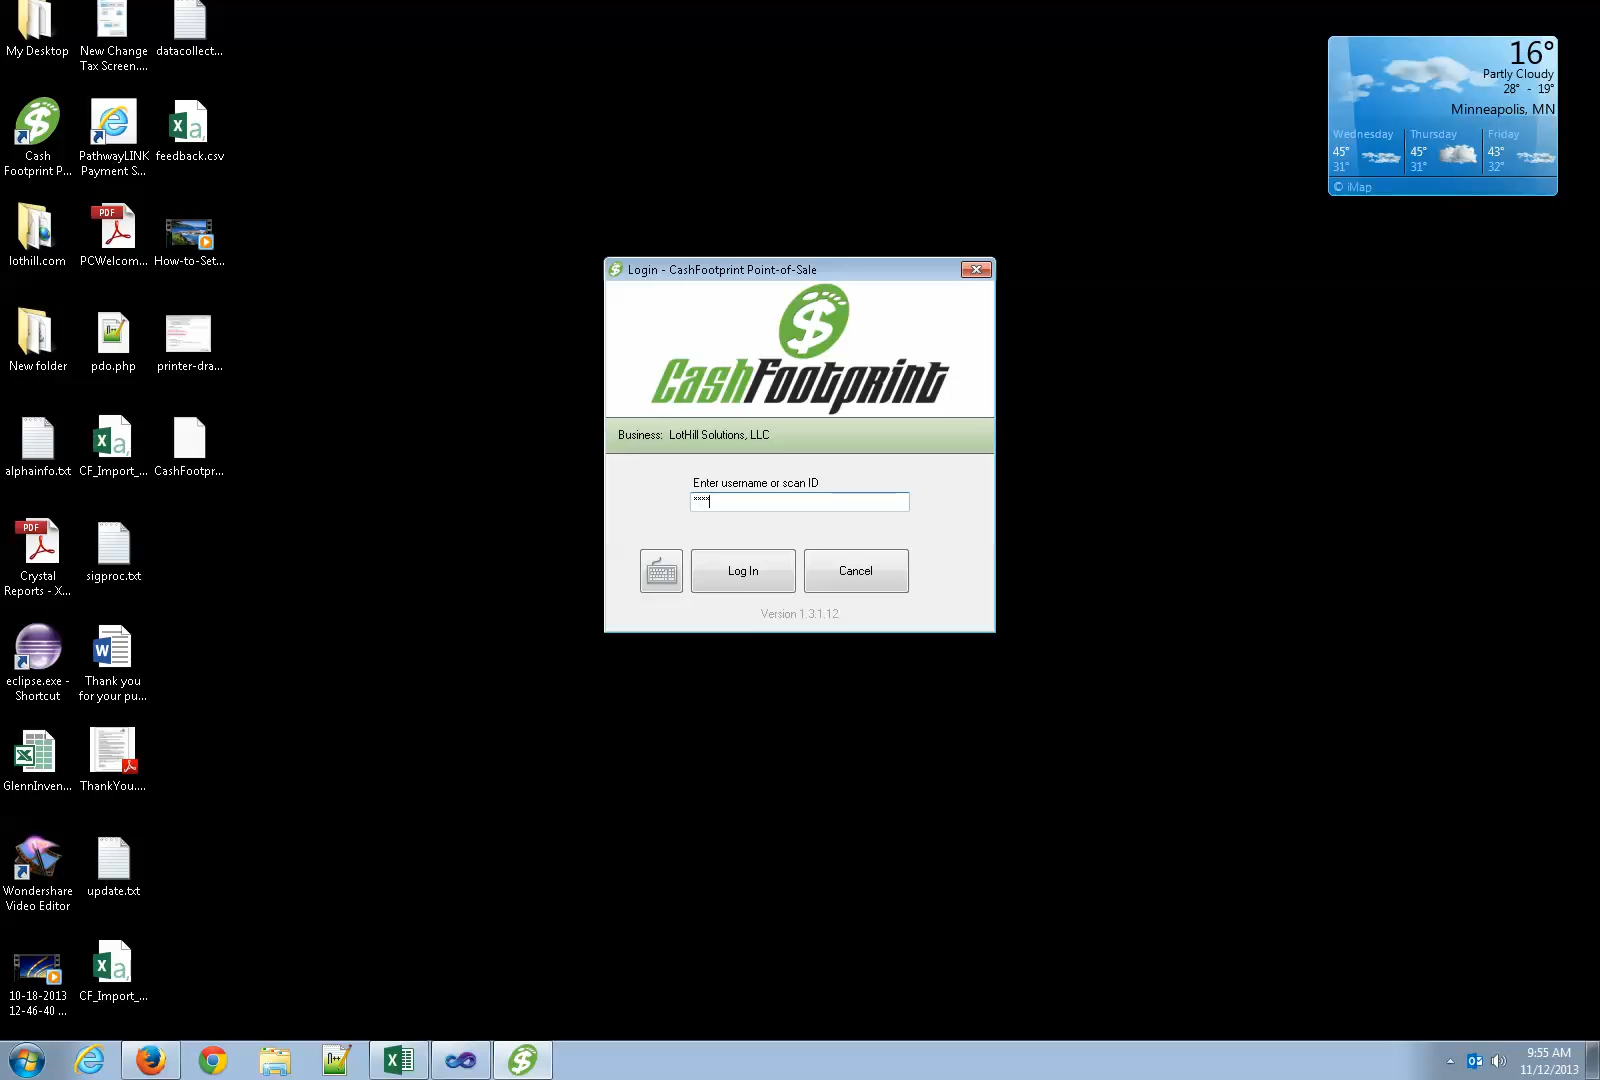 My Desktop
New Change
Tax Screen....
datacollect...
Cash
Footprint P...
PathwayLINK
Payment S...
feedback.csv
lothill.com
PCWelcom...
How-to-Set...
New folder
pdo.php
printer-dra...
alphainfo.txt
CF_Import_...
CashFootpr...
Crystal
Reports - X...
sigproc.txt
eclipse.exe -
Shortcut
Thank you
for your pu...
GlennInven...
ThankYou....
Wondershare
Video Editor
update.txt
10-18-2013
12-46-40 ...
CF_Import_...
16°
Partly Cloudy
28° - 19°
Minneapolis, MN
Wednesday
45°
31°
Thursday
45°
31°
Friday
43°
32°
© iMap
Login - CashFootprint Point-of-Sale
$
CashFootprint
Business: LotHill Solutions, LLC
Enter username or scan ID
****
Log In
Cancel
Version 1.3.1.12
9:55 AM
11/12/2013